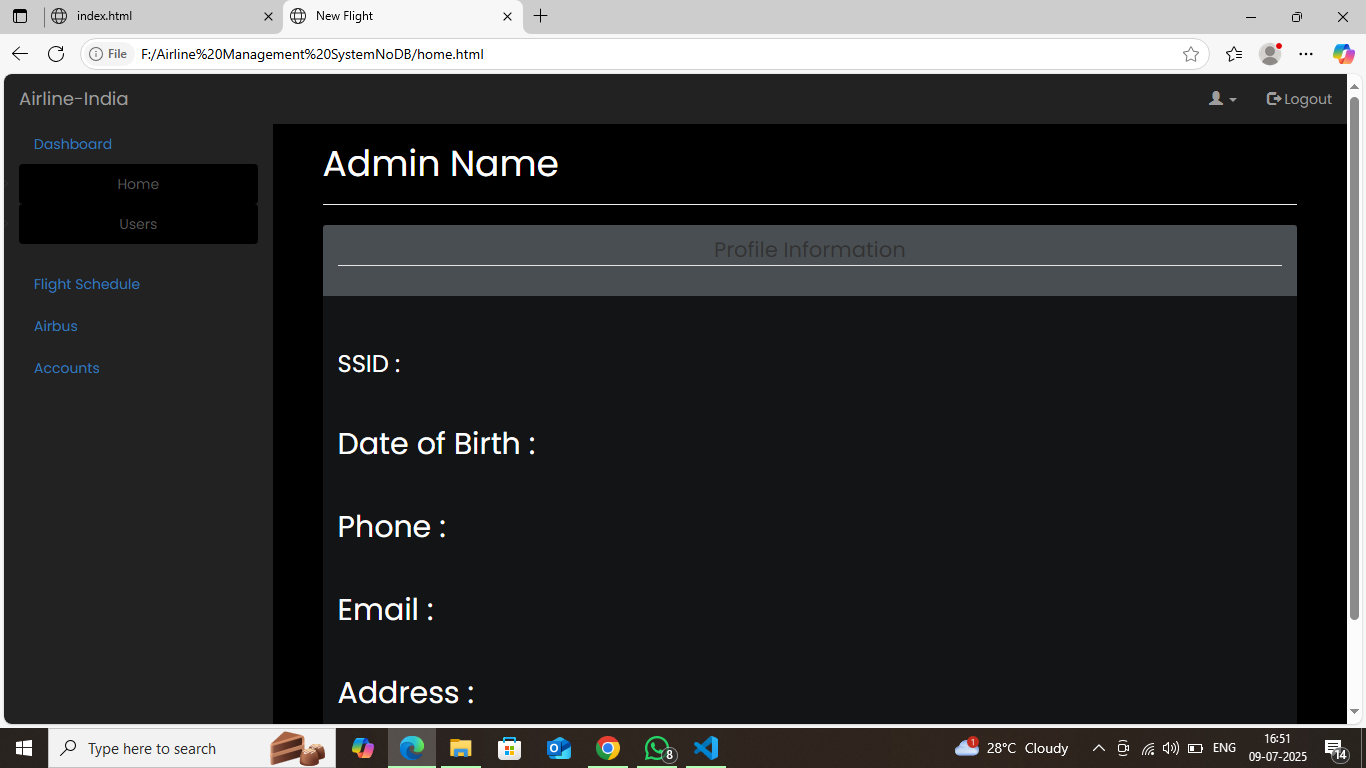 index.html
New Flight
File
F:/Airline%20Management%20SystemNoDB/home.html
Airline-India
Logout
Dashboard
Home
Users
Flight Schedule
Airbus
Accounts
Admin Name
Profile Information
SSID :
Date of Birth :
Phone :
Email :
Address :
Type here to search
8
1
28°C Cloudy
ENG
16:51
09-07-2025
14